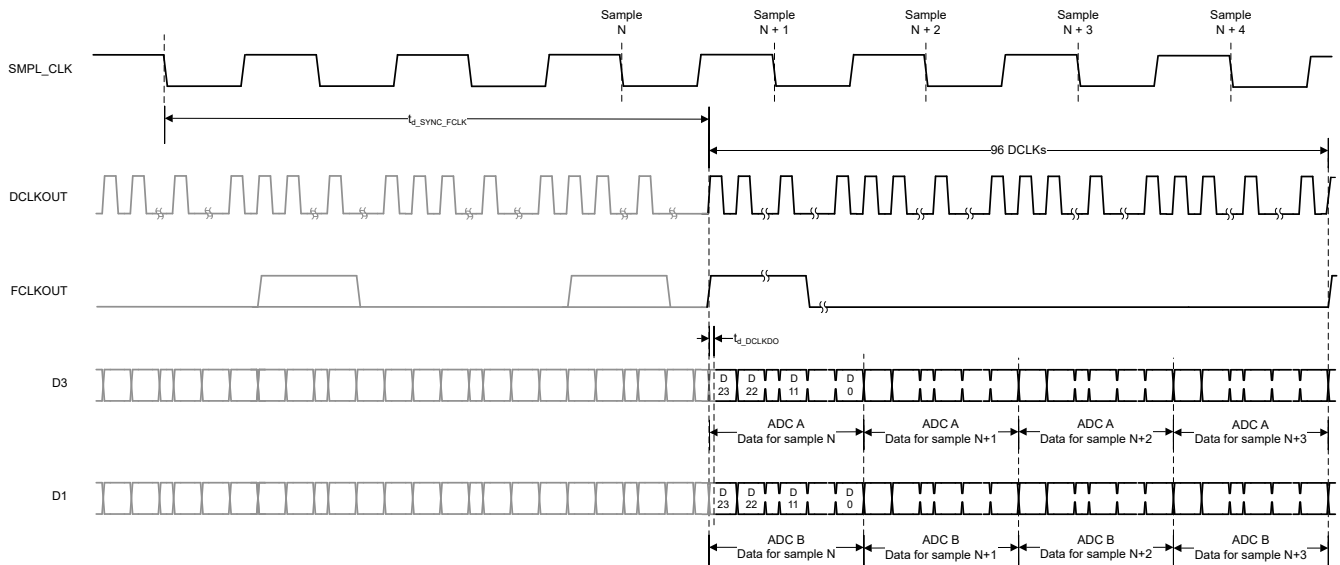 Sample
N
Sample
N + 1
Sample
N + 2
Sample
N + 3
Sample
N + 4
SMPL_CLK
td_SYNC_FCLK
96 DCLKs
DCLKOUT
FCLKOUT
td_DCLKDO
D3
D
23
D
22
D
11
D
0
ADC A
Data for sample N
ADC A
Data for sample N+1
ADC A
Data for sample N+2
ADC A
Data for sample N+3
D1
D
23
D
22
D
11
D
0
ADC B
Data for sample N
ADC B
Data for sample N+1
ADC B
Data for sample N+2
ADC B
Data for sample N+3